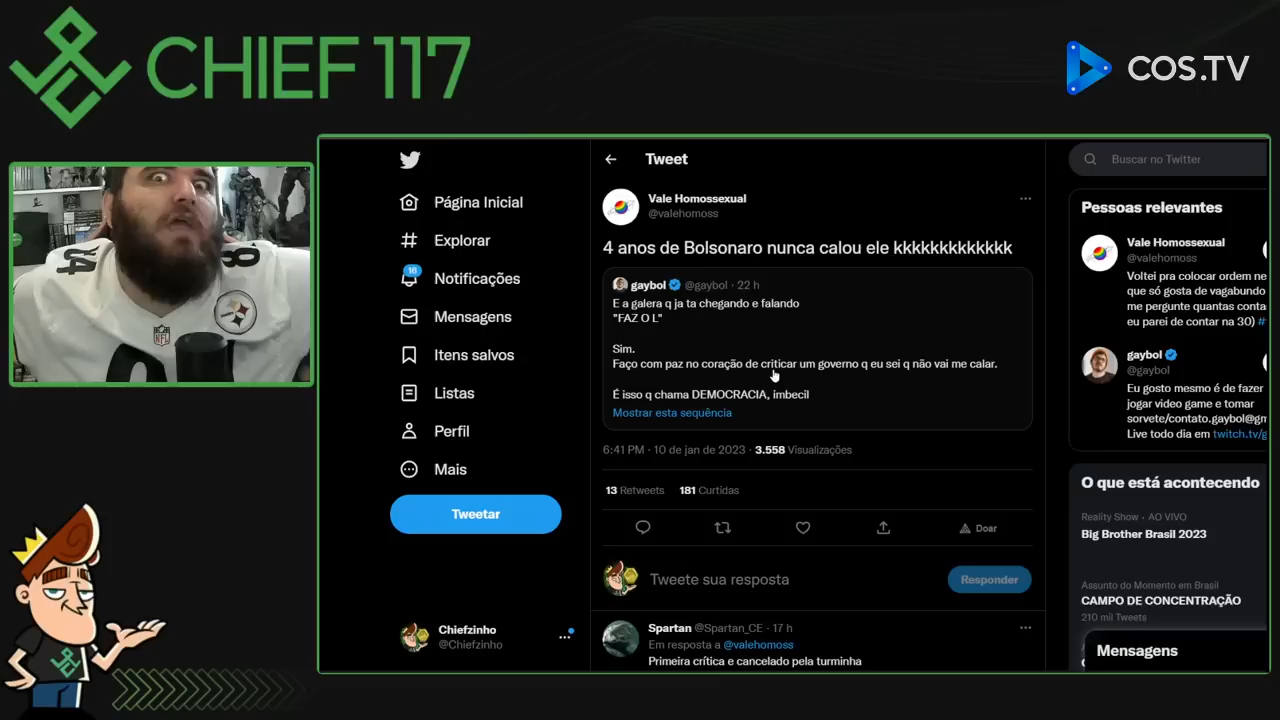 CHIEF 117
COS.TV
84
NFL
Página Inicial
Explorar
16
Notificações
Mensagens
Itens salvos
Listas
Perfil
Mais
Tweetar
Chiefzinho
@Chiefzinho
Tweet
Vale Homossexual
@valehomoss
4 anos de Bolsonaro nunca calou ele kkkkkkkkkkkkk
gaybol @gaybol · 22 h
E a galera q ja ta chegando e falando
"FAZ O L"
Sim.
Faço com paz no coração de criticar um governo q eu sei q não vai me calar.
É isso q chama DEMOCRACIA, imbecil
Mostrar esta sequência
6:41 PM · 10 de jan de 2023 · 3.558 Visualizações
13 Retweets 181 Curtidas
Doar
Tweete sua resposta
Responder
Spartan @Spartan_CE · 17 h
Em resposta a @valehomoss
Primeira crítica e cancelado pela turminha
Buscar no Twitter
Pessoas relevantes
Vale Homossexual
@valehomoss
Voltei pra colocar ordem ne
que só gosta de vagabundo
me pergunte quantas conta
eu parei de contar na 30) #
gaybol
@gaybol
Eu gosto mesmo é de fazer
jogar video game e tomar
sorvete/contato.gaybol@gm
Live todo dia em twitch.tv/g
O que está acontecendo
Reality Show · AO VIVO
Big Brother Brasil 2023
Assunto do Momento em Brasil
CAMPO DE CONCENTRAÇÃO
210 mil Tweets
Mensagens